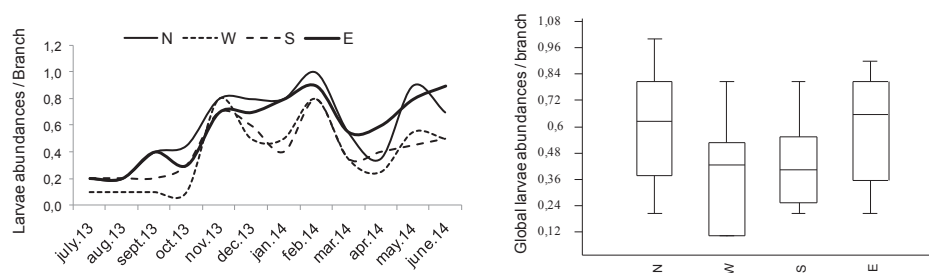 N W S E
Larvae abundances / Branch
1,2
1,0
0,8
0,6
0,4
0,2
0,0
july.13
aug.13
sept.13
oct.13
nov.13
dec.13
jan.14
feb.14
mar.14
apr.14
may.14
june.14
Global larvae abundances / branch
1,08
0,96
0,84
0,72
0,6
0,48
0,36
0,24
0,12
N
W
S
E